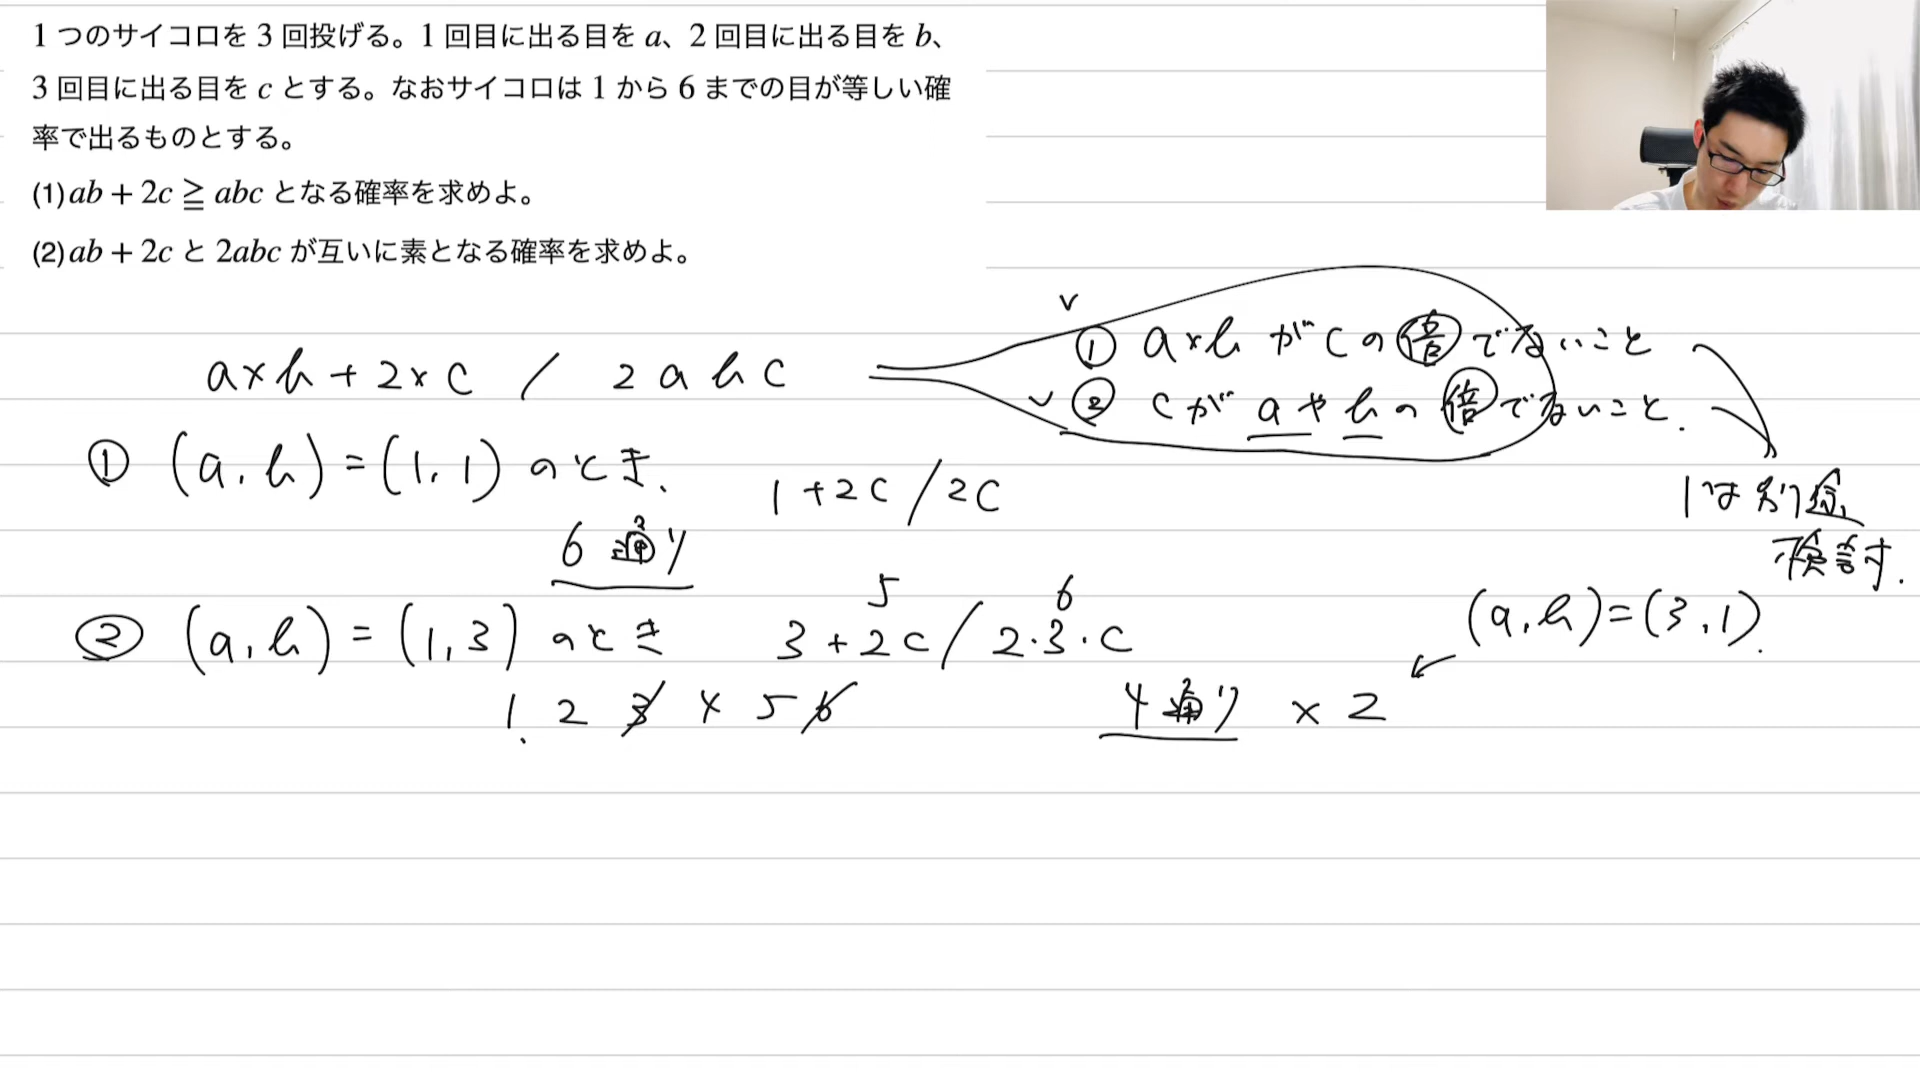 1 つのサイコロを 3 回投げる。1 回目に出る目を a、2 回目に出る目を b、
3 回目に出る目を c とする。なおサイコロは 1 から 6 までの目が等しい確
率で出るものとする。
(1) ab + 2c ≧ abc となる確率を求めよ。
(2) ab + 2c と 2abc が互いに素となる確率を求めよ。
a×b+2×c / 2abc
① a×b が c の倍でないこと
② c が a や b の倍でないこと.
1は別途
検討.
① (a,b)=(1,1) のとき、 1+2c/2c
6通り
② (a,b)=(1,3) のとき 3+2c/2·3·c
5 6
(a,b)=(3,1).
1. 2 3 4 5 6 4通り ×2